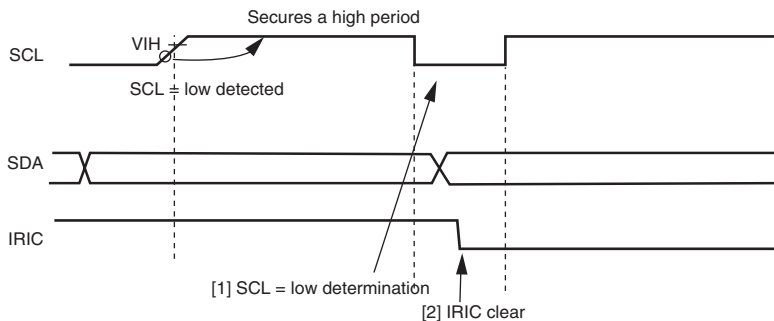 Secures a high period
VIH
SCL
SCL = low detected
SDA
IRIC
[1] SCL = low determination
[2] IRIC clear